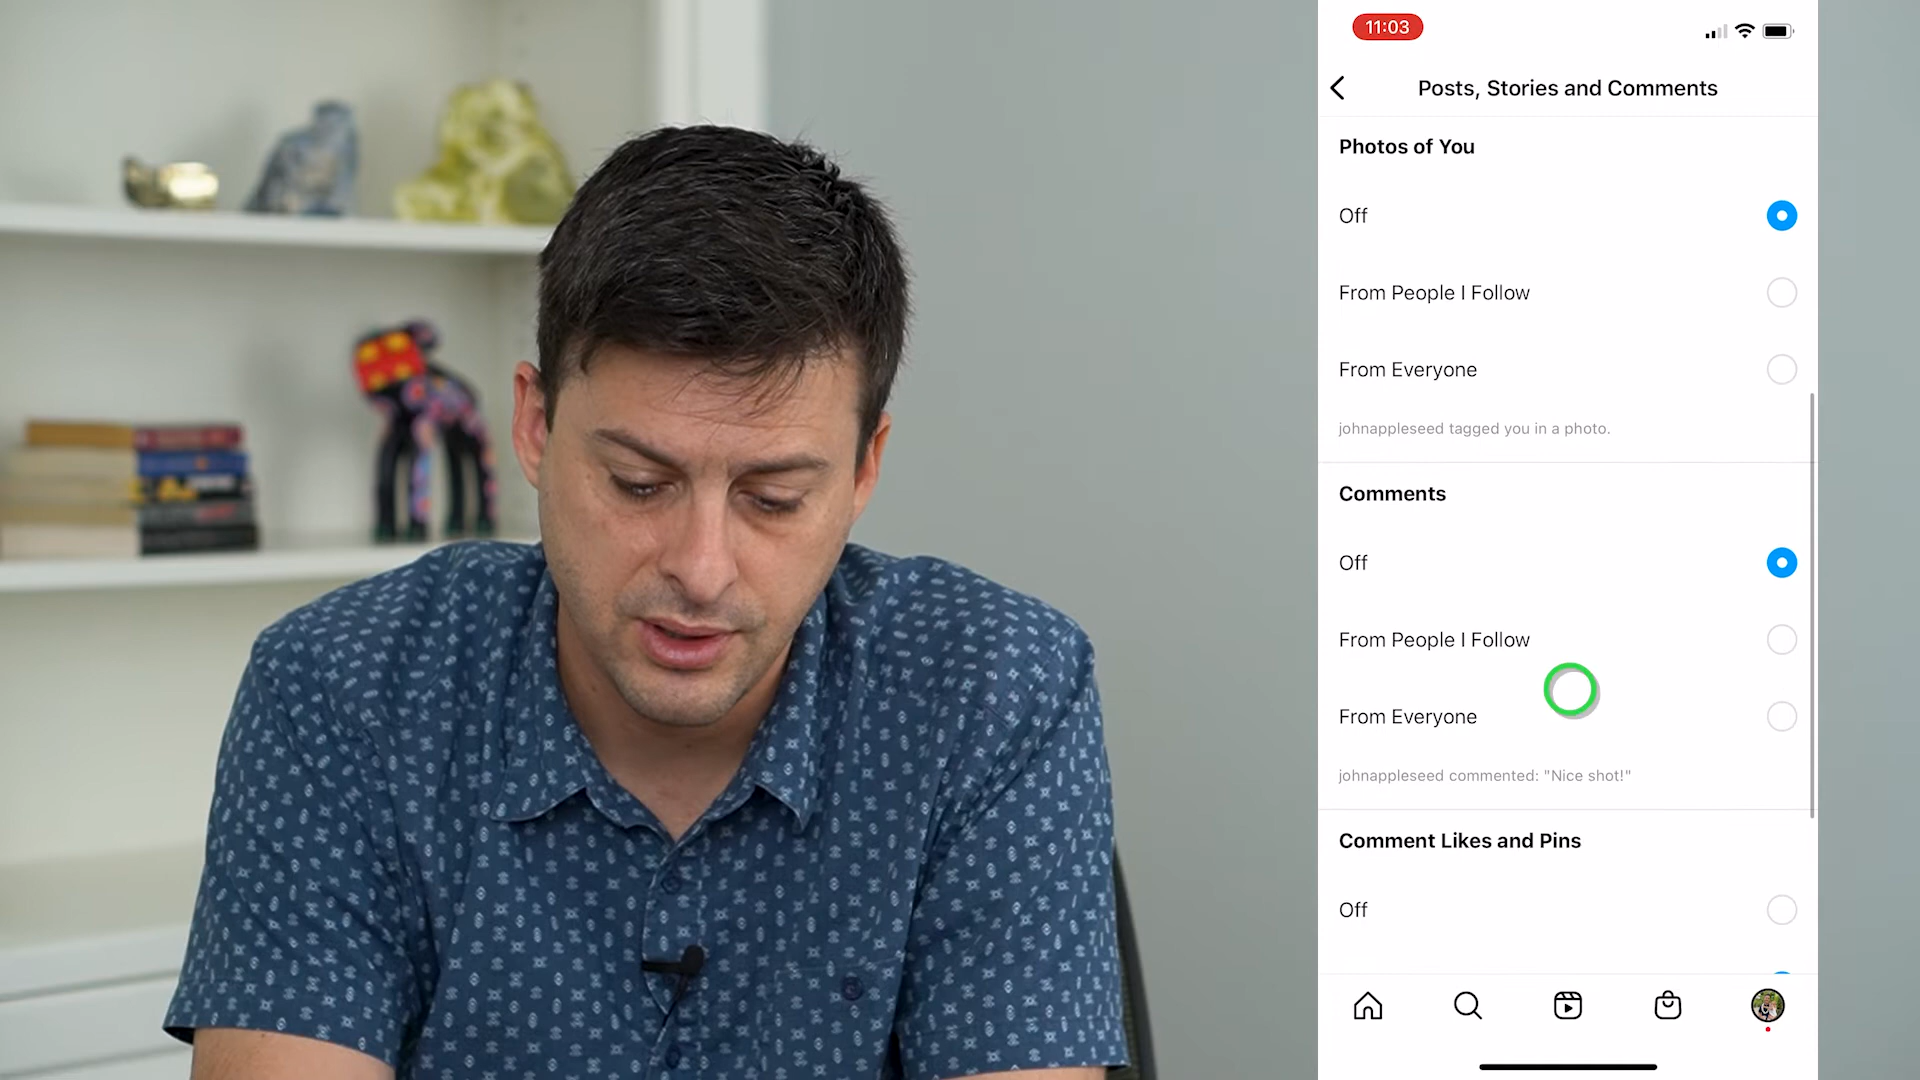 11:03
Posts, Stories and Comments
Photos of You
Off
From People I Follow
From Everyone
johnappleseed tagged you in a photo.
Comments
Off
From People I Follow
From Everyone
johnappleseed commented: "Nice shot!"
Comment Likes and Pins
Off